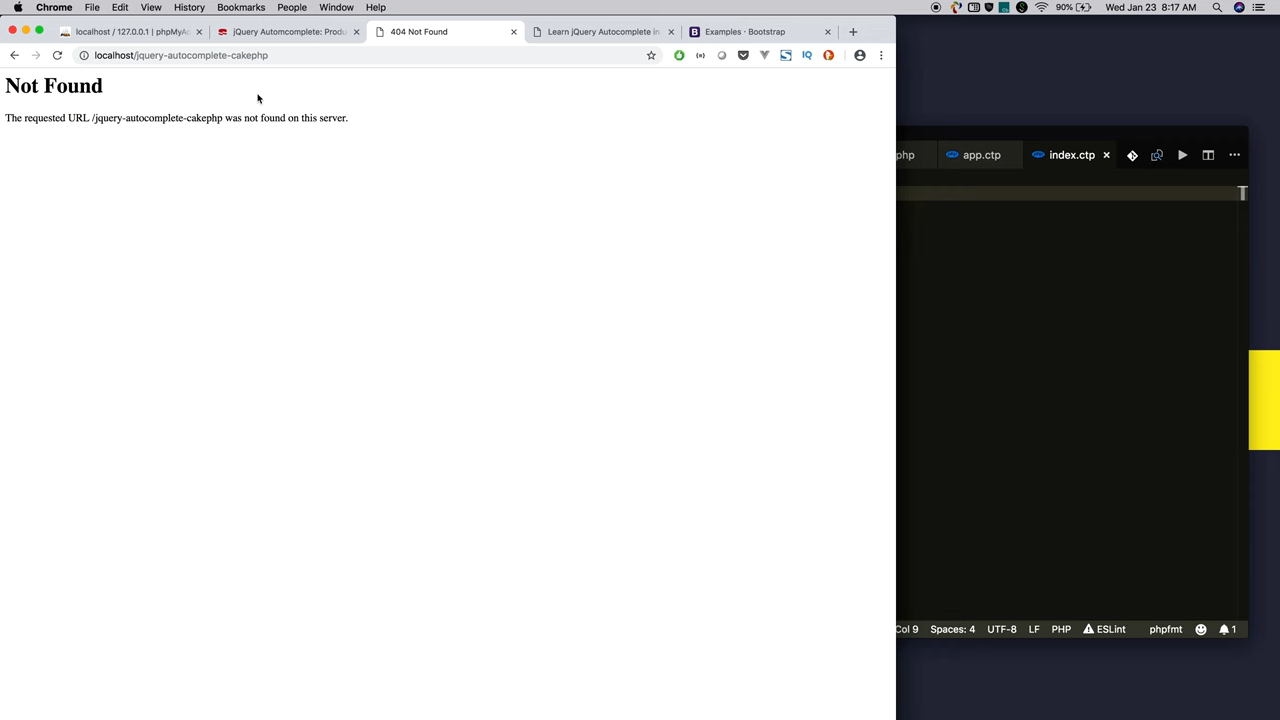 Chrome File Edit View History Bookmarks People Window Help 90% Wed Jan 23 8:17 AM
localhost / 127.0.0.1 | phpMyAd jQuery Automcomplete: Produ 404 Not Found Learn jQuery Autocomplete in Examples · Bootstrap
localhost/jquery-autocomplete-cakephp IQ
Not Found
The requested URL /jquery-autocomplete-cakephp was not found on this server.
php app.ctp index.ctp
Col 9 Spaces: 4 UTF-8 LF PHP ESLint phpfmt 1